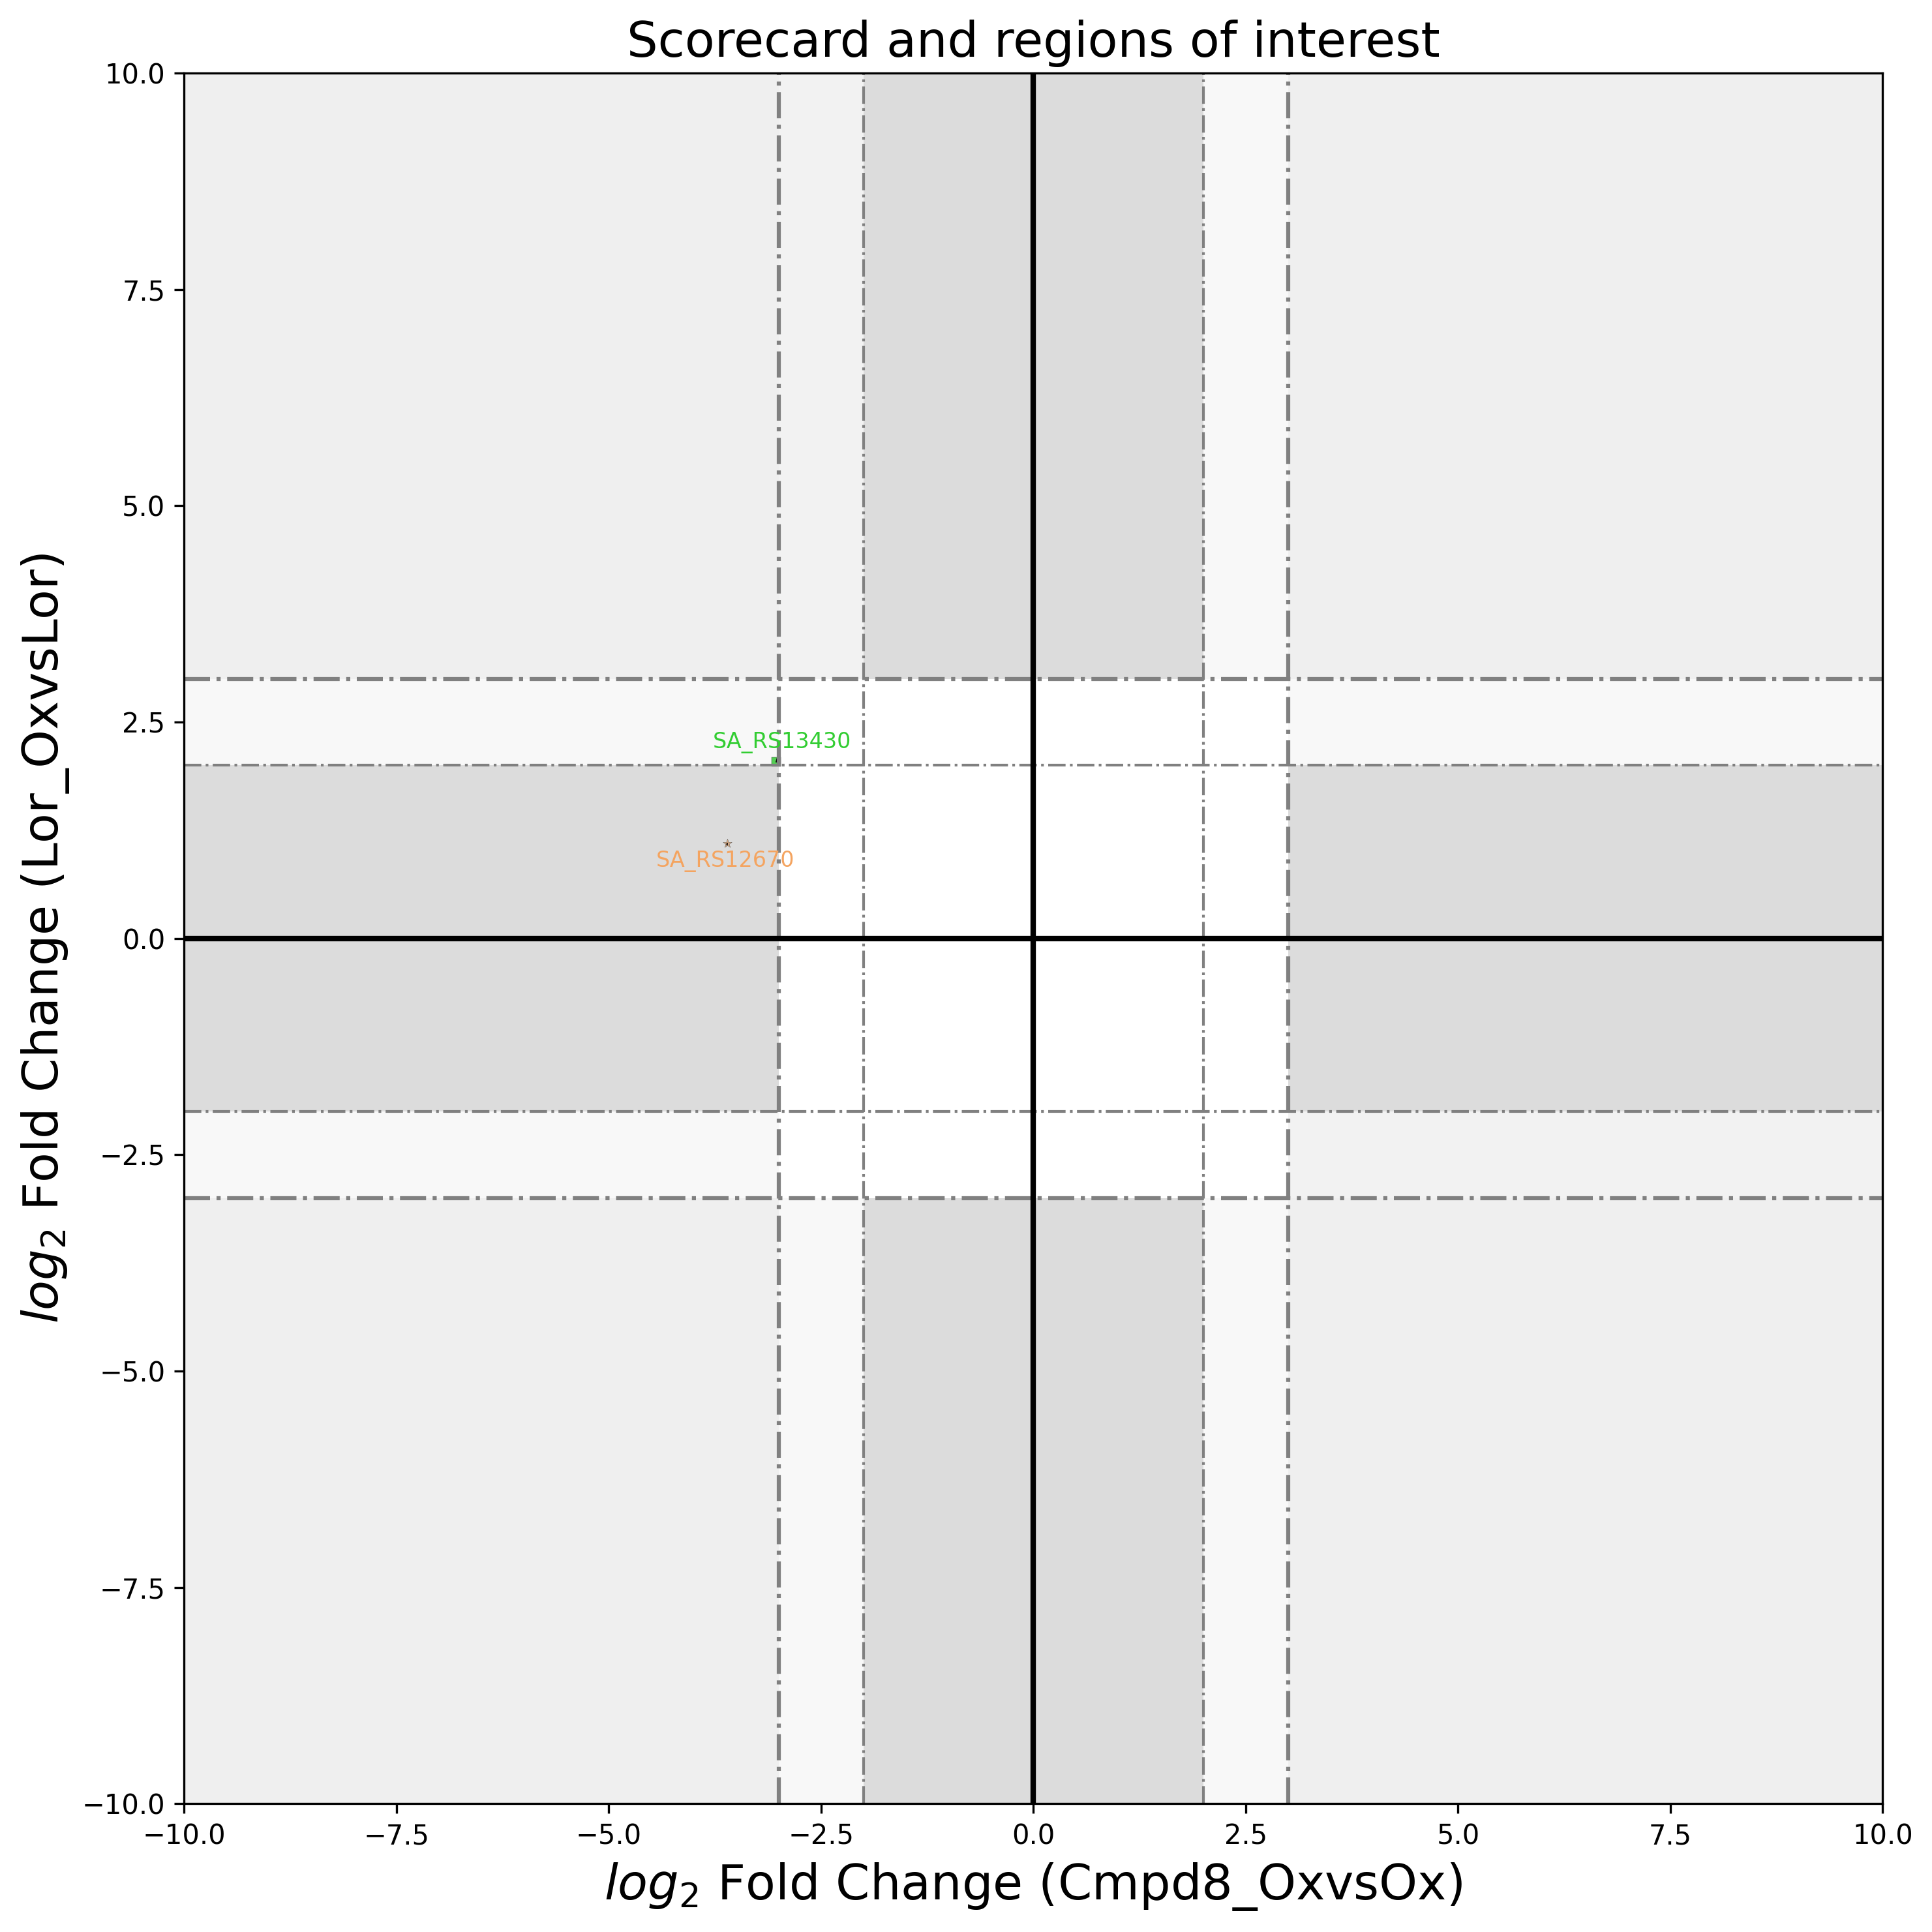 Scorecard and regions of interest
10.0
7.5
5.0
2.5
0.0
−2.5
−5.0
−7.5
−10.0
log2 Fold Change (Lor_OxvsLor)
SA_RS13430
SA_RS12670
−10.0 −7.5 −5.0 −2.5 0.0 2.5 5.0 7.5 10.0
log2 Fold Change (Cmpd8_OxvsOx)